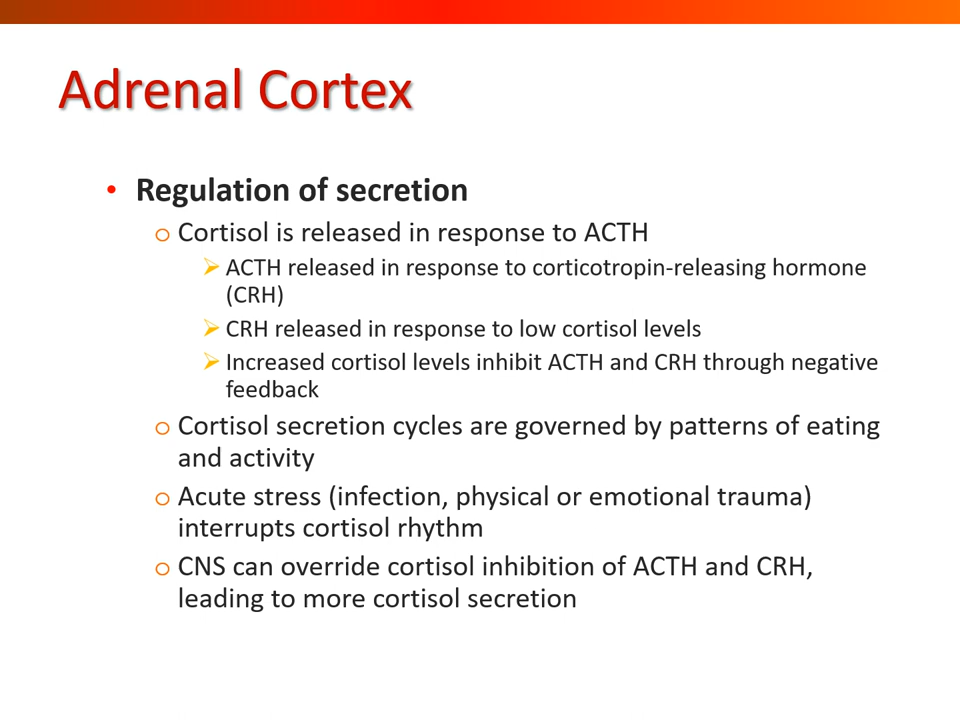 Adrenal Cortex
• Regulation of secretion
o Cortisol is released in response to ACTH
➢ ACTH released in response to corticotropin-releasing hormone
(CRH)
➢ CRH released in response to low cortisol levels
➢ Increased cortisol levels inhibit ACTH and CRH through negative
feedback
o Cortisol secretion cycles are governed by patterns of eating
and activity
o Acute stress (infection, physical or emotional trauma)
interrupts cortisol rhythm
o CNS can override cortisol inhibition of ACTH and CRH,
leading to more cortisol secretion